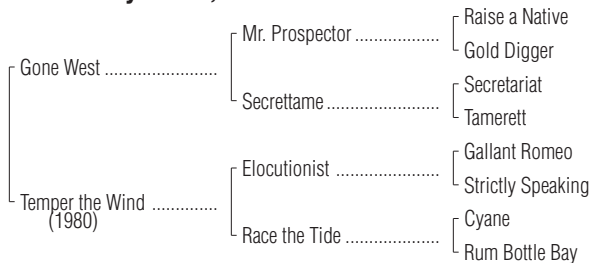 Raise a Native
Mr. Prospector ..................
Gold Digger
Gone West ........................
Secretariat
Secrettame ........................
Tamerett
Gallant Romeo
Elocutionist ......................
Strictly Speaking
Temper the Wind ..............
(1980)
Cyane
Race the Tide ....................
Rum Bottle Bay